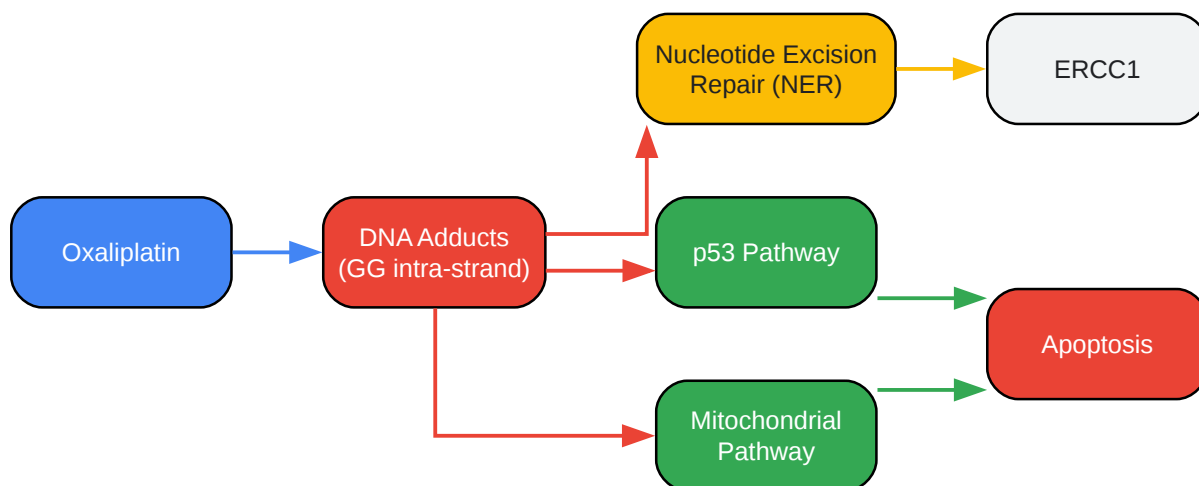 Nucleotide Excision
Repair (NER)
ERCC1
Oxaliplatin
DNA Adducts
(GG intra-strand)
p53 Pathway
Apoptosis
Mitochondrial
Pathway